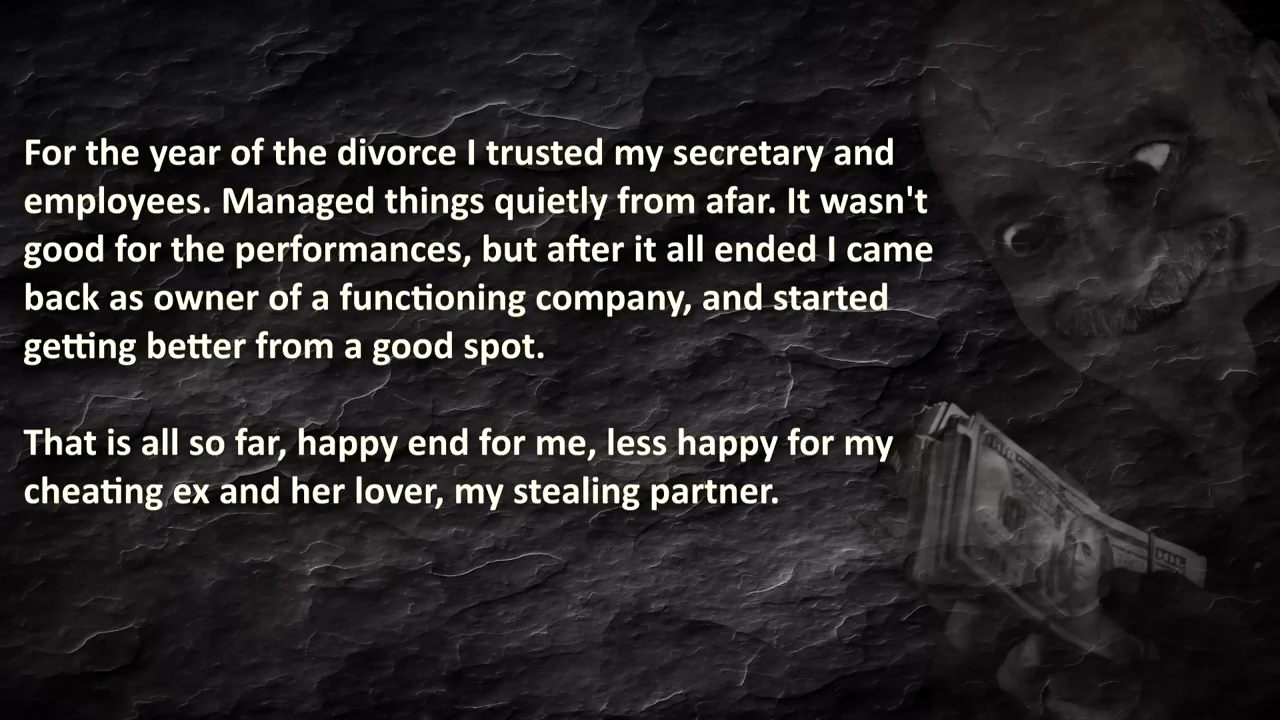 For the year of the divorce I trusted my secretary and
employees. Managed things quietly from afar. It wasn't
good for the performances, but after it all ended I came
back as owner of a functioning company, and started
getting better from a good spot.
That is all so far, happy end for me, less happy for my
cheating ex and her lover, my stealing partner.